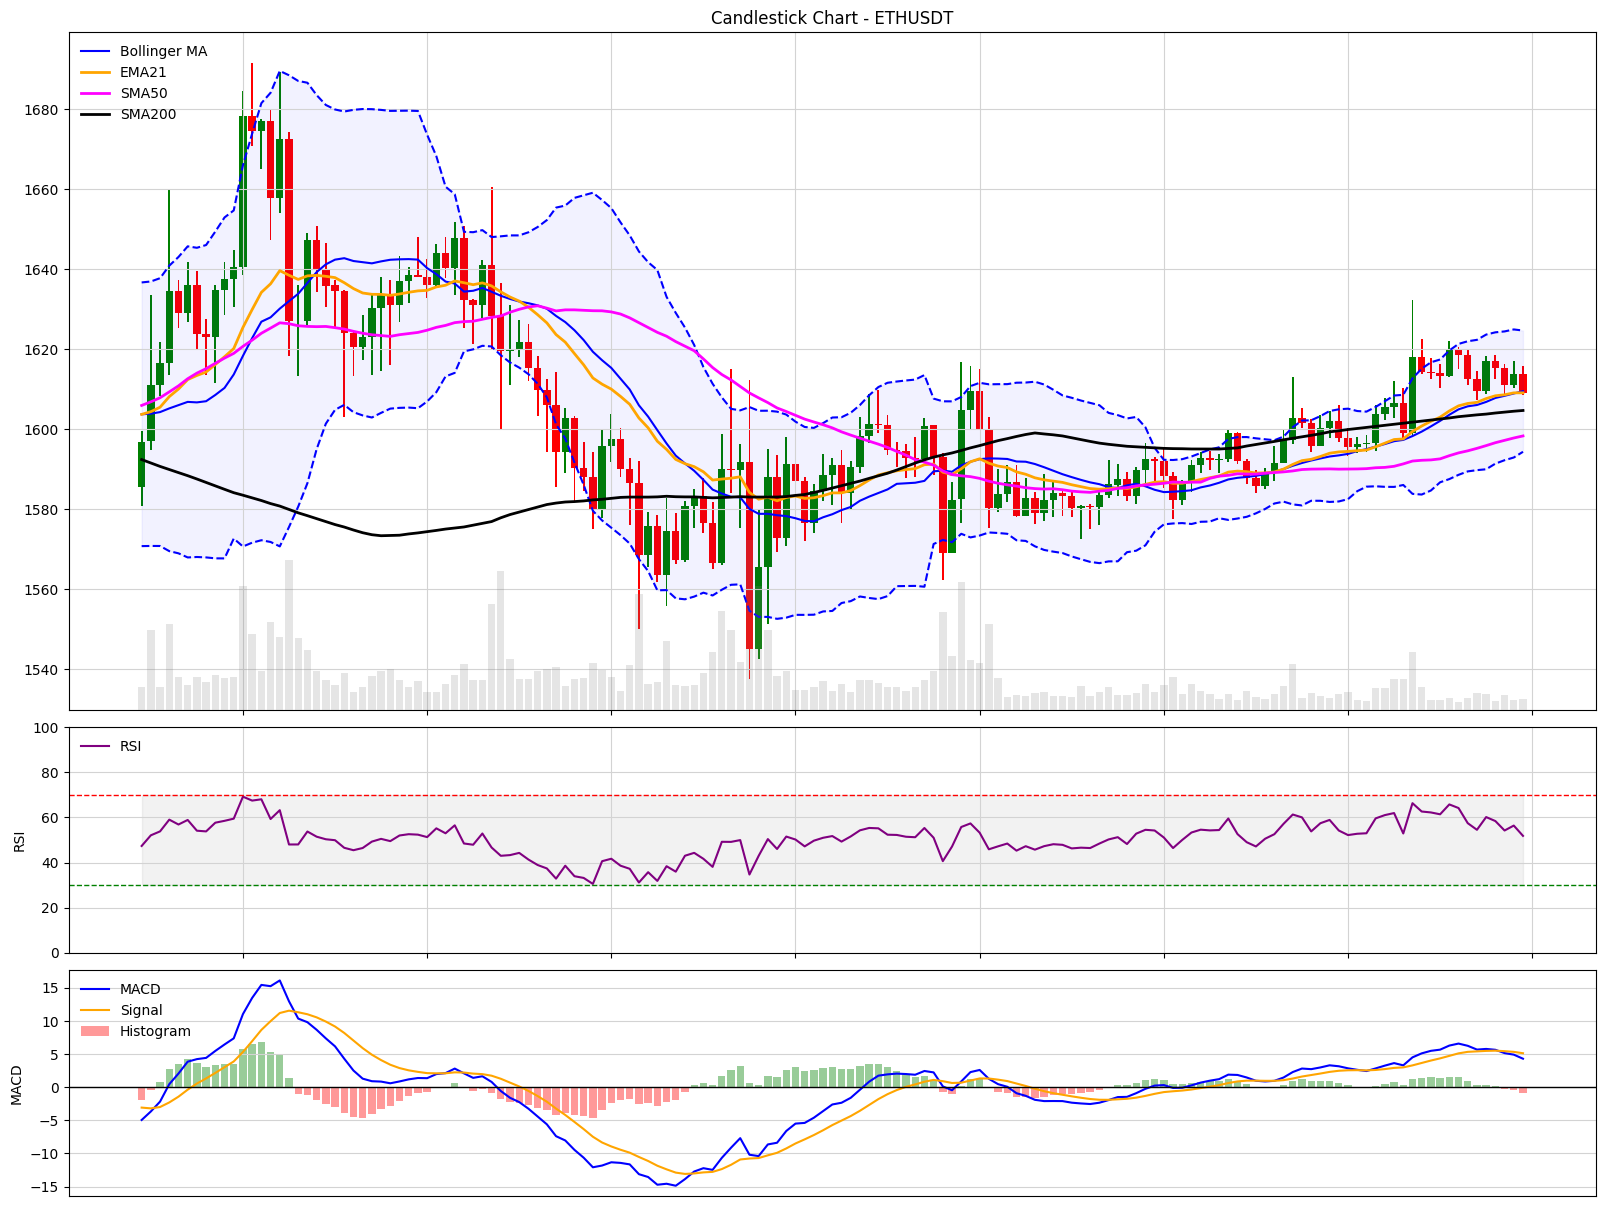 Candlestick Chart - ETHUSDT
Bollinger MA
EMA21
SMA50
SMA200
1680
1660
1640
1620
1600
1580
1560
1540
RSI
100
80
60
40
20
0
RSI
MACD
Signal
Histogram
15
10
5
0
−5
−10
−15
MACD